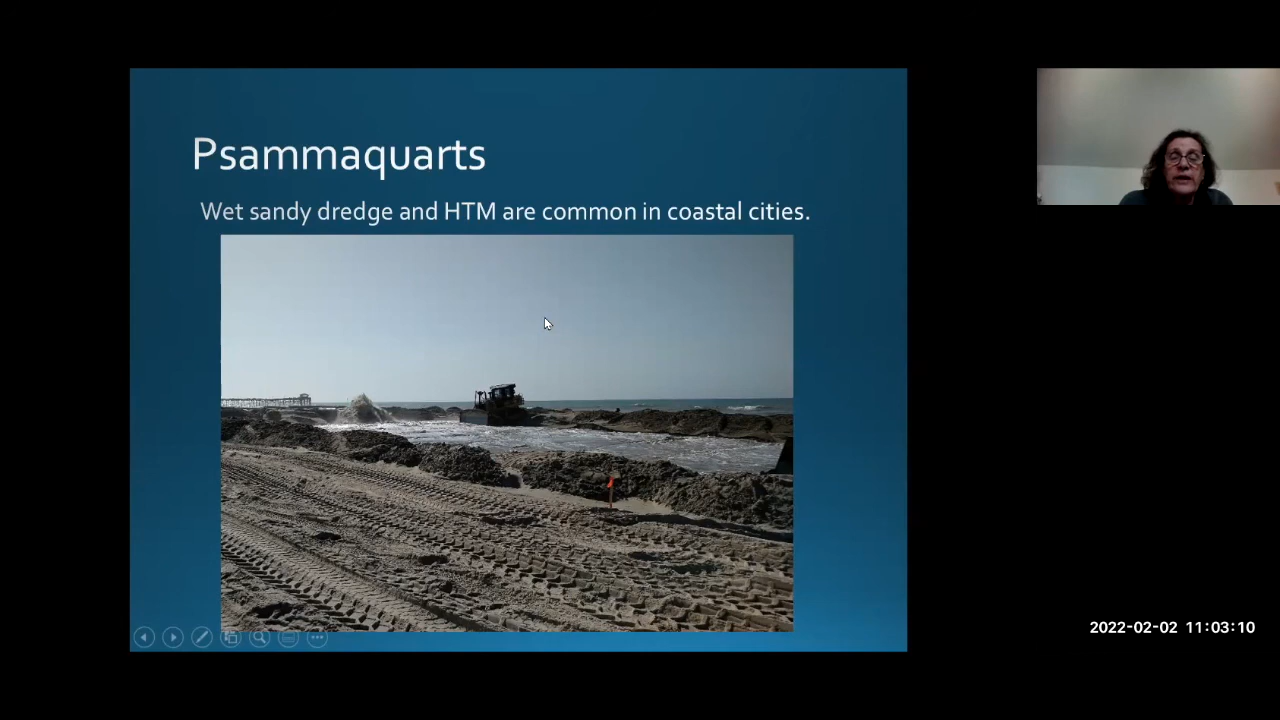 Psammaquarts
Wet sandy dredge and HTM are common in coastal cities.
2022-02-02 11:03:10